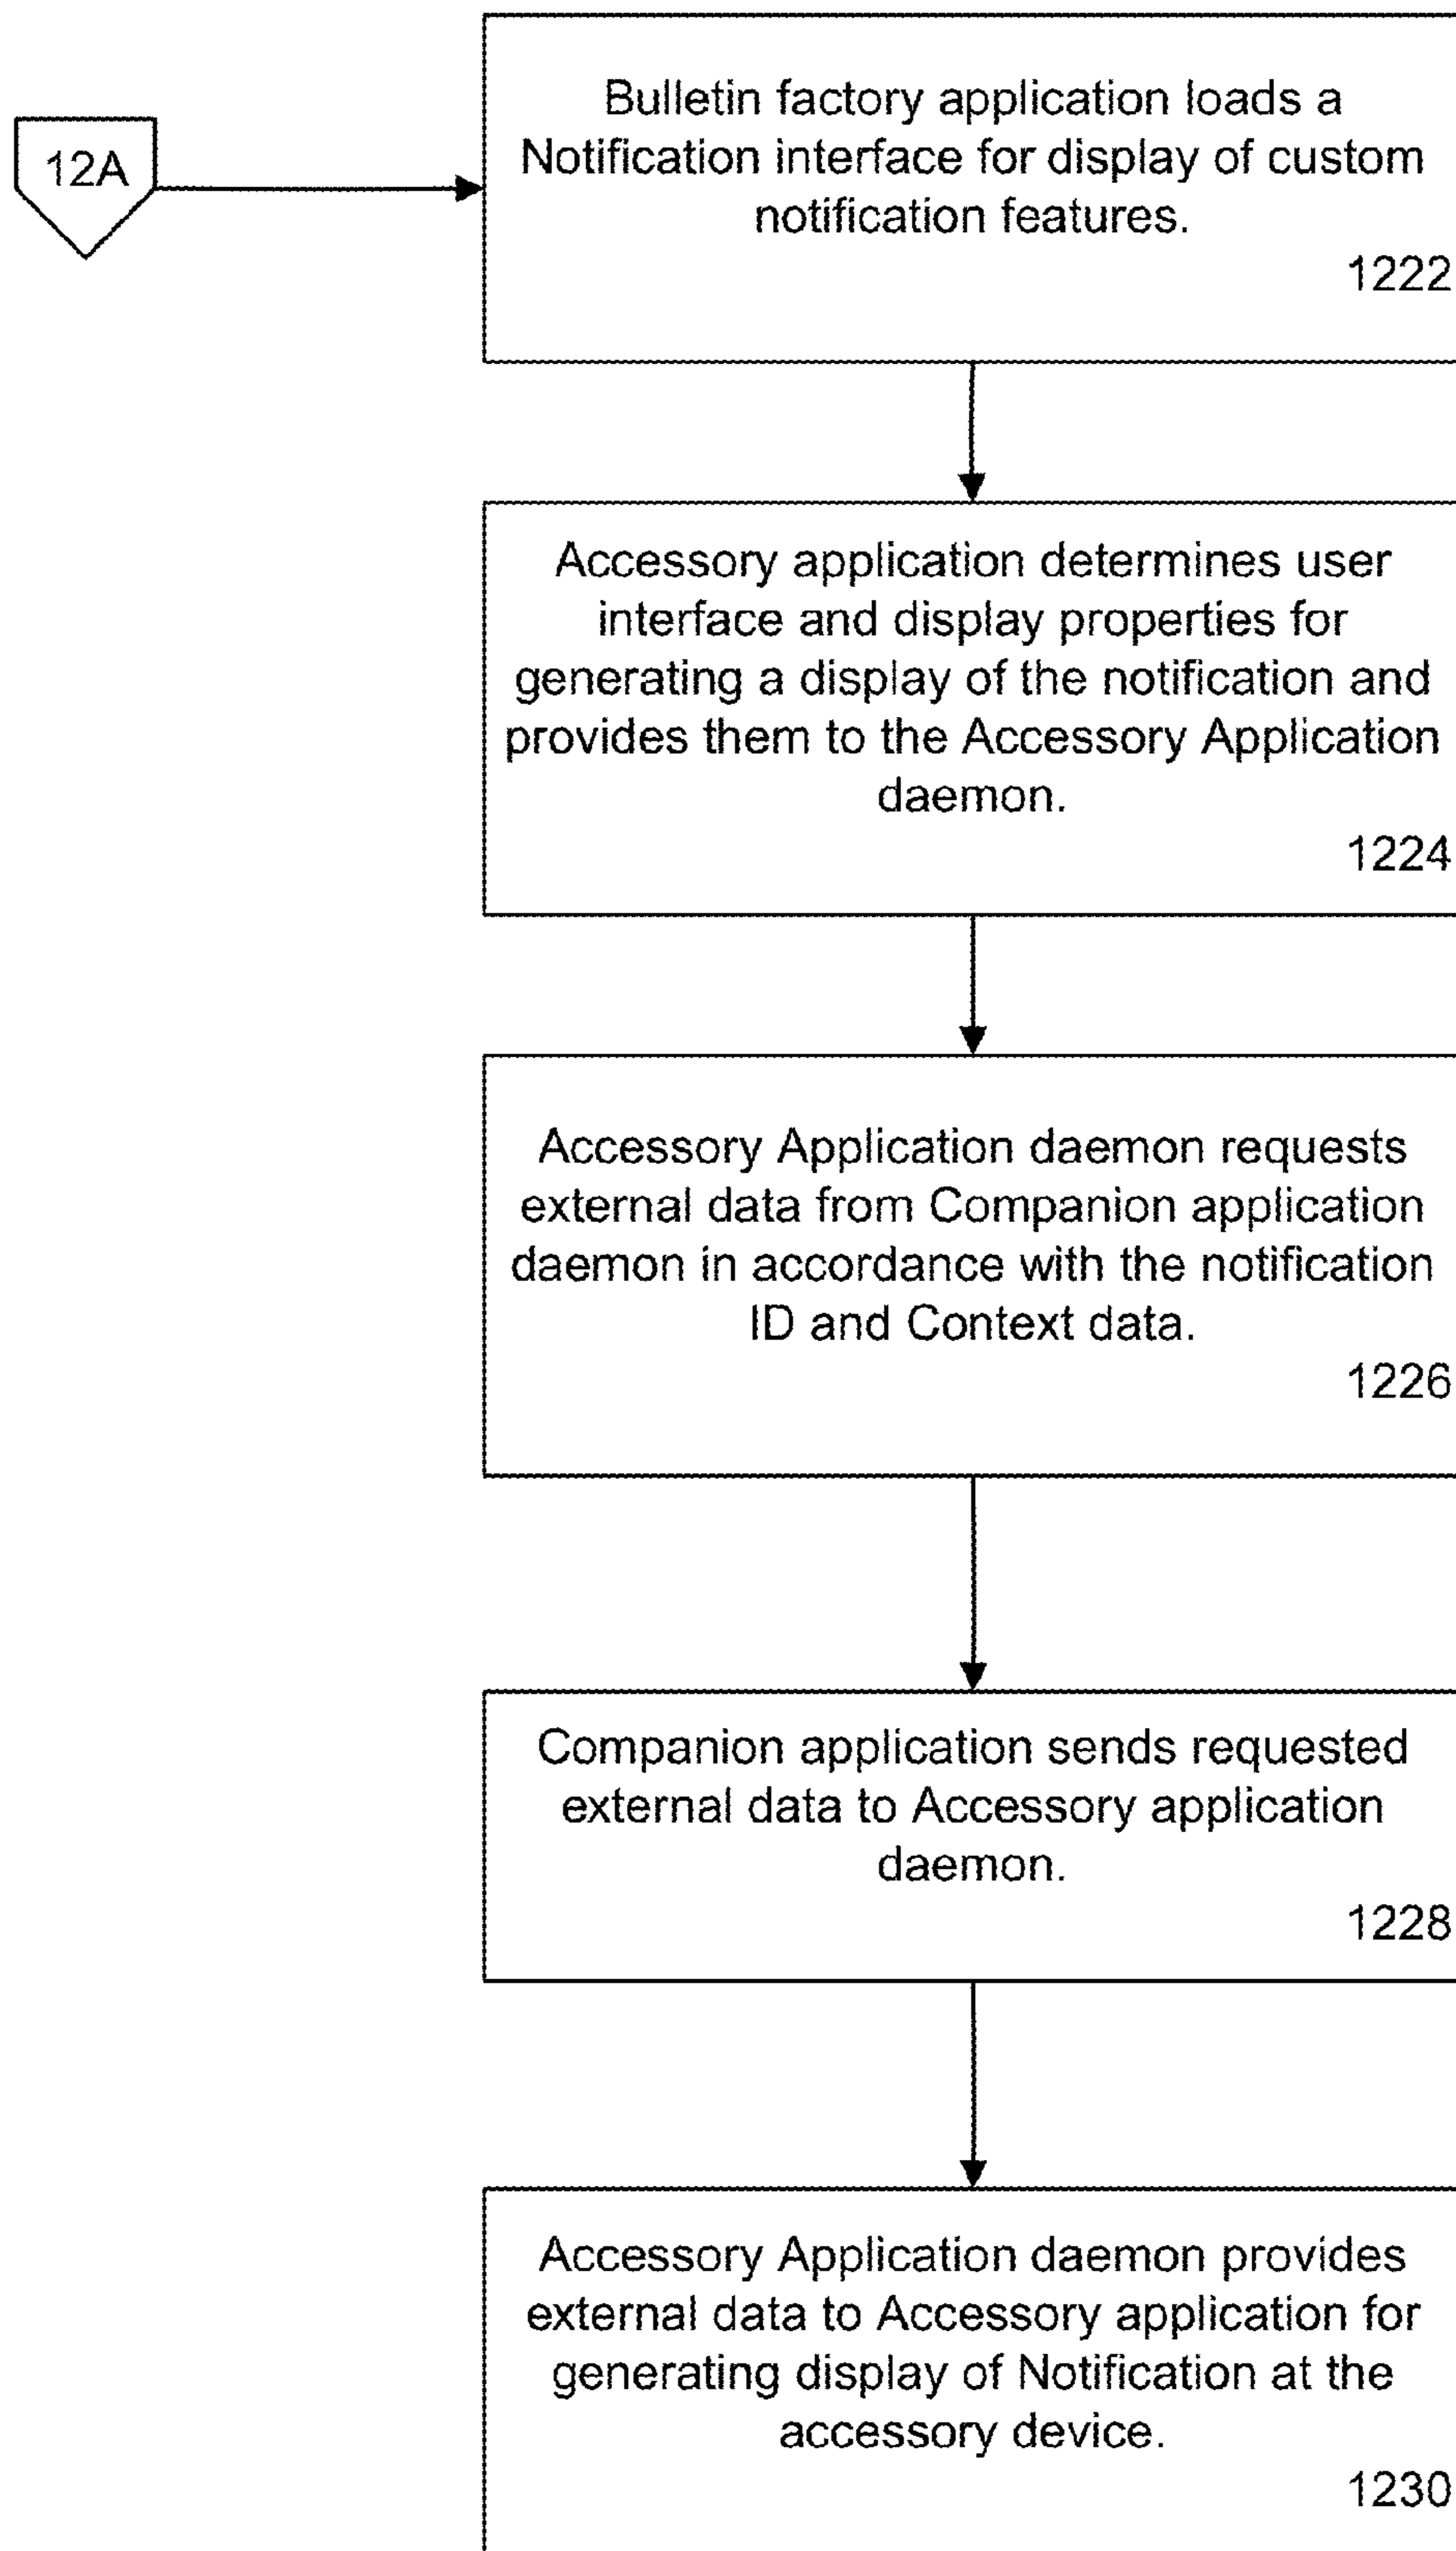 12A
Bulletin factory application loads a
Notification interface for display of custom
notification features.
1222
Accessory application determines user
interface and display properties for
generating a display of the notification and
provides them to the Accessory Application
daemon.
1224
Accessory Application daemon requests
external data from Companion application
daemon in accordance with the notification
ID and Context data.
1226
Companion application sends requested
external data to Accessory application
daemon.
1228
Accessory Application daemon provides
external data to Accessory application for
generating display of Notification at the
accessory device.
1230